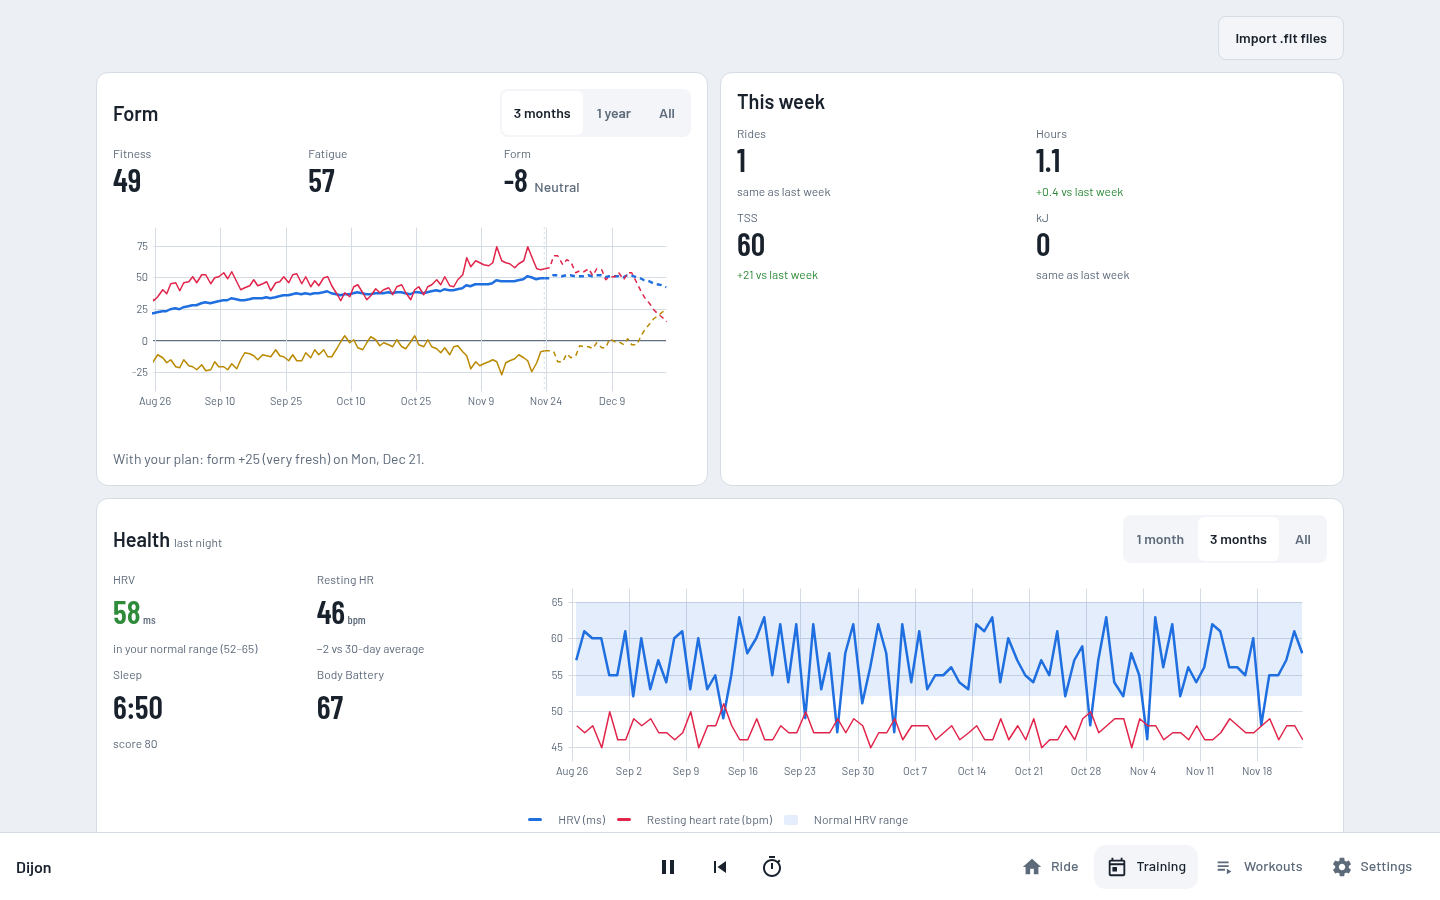 Import .fit files
Form
3 months 1 year All
Fitness Fatigue Form
49 57 -8 Neutral
75
50
25
0
-25
Aug 26 Sep 10 Sep 25 Oct 10 Oct 25 Nov 9 Nov 24 Dec 9
With your plan: form +25 (very fresh) on Mon, Dec 21.
This week
Rides Hours
1 1.1
same as last week +0.4 vs last week
TSS kJ
60 0
+21 vs last week same as last week
Health last night
1 month 3 months All
HRV Resting HR
58 ms 46 bpm
in your normal range (52-65) −2 vs 30-day average
Sleep Body Battery
6:50 67
score 80
65
60
55
50
45
Aug 26 Sep 2 Sep 9 Sep 16 Sep 23 Sep 30 Oct 7 Oct 14 Oct 21 Oct 28 Nov 4 Nov 11 Nov 18
HRV (ms) Resting heart rate (bpm) Normal HRV range
Dijon
Ride Training Workouts Settings